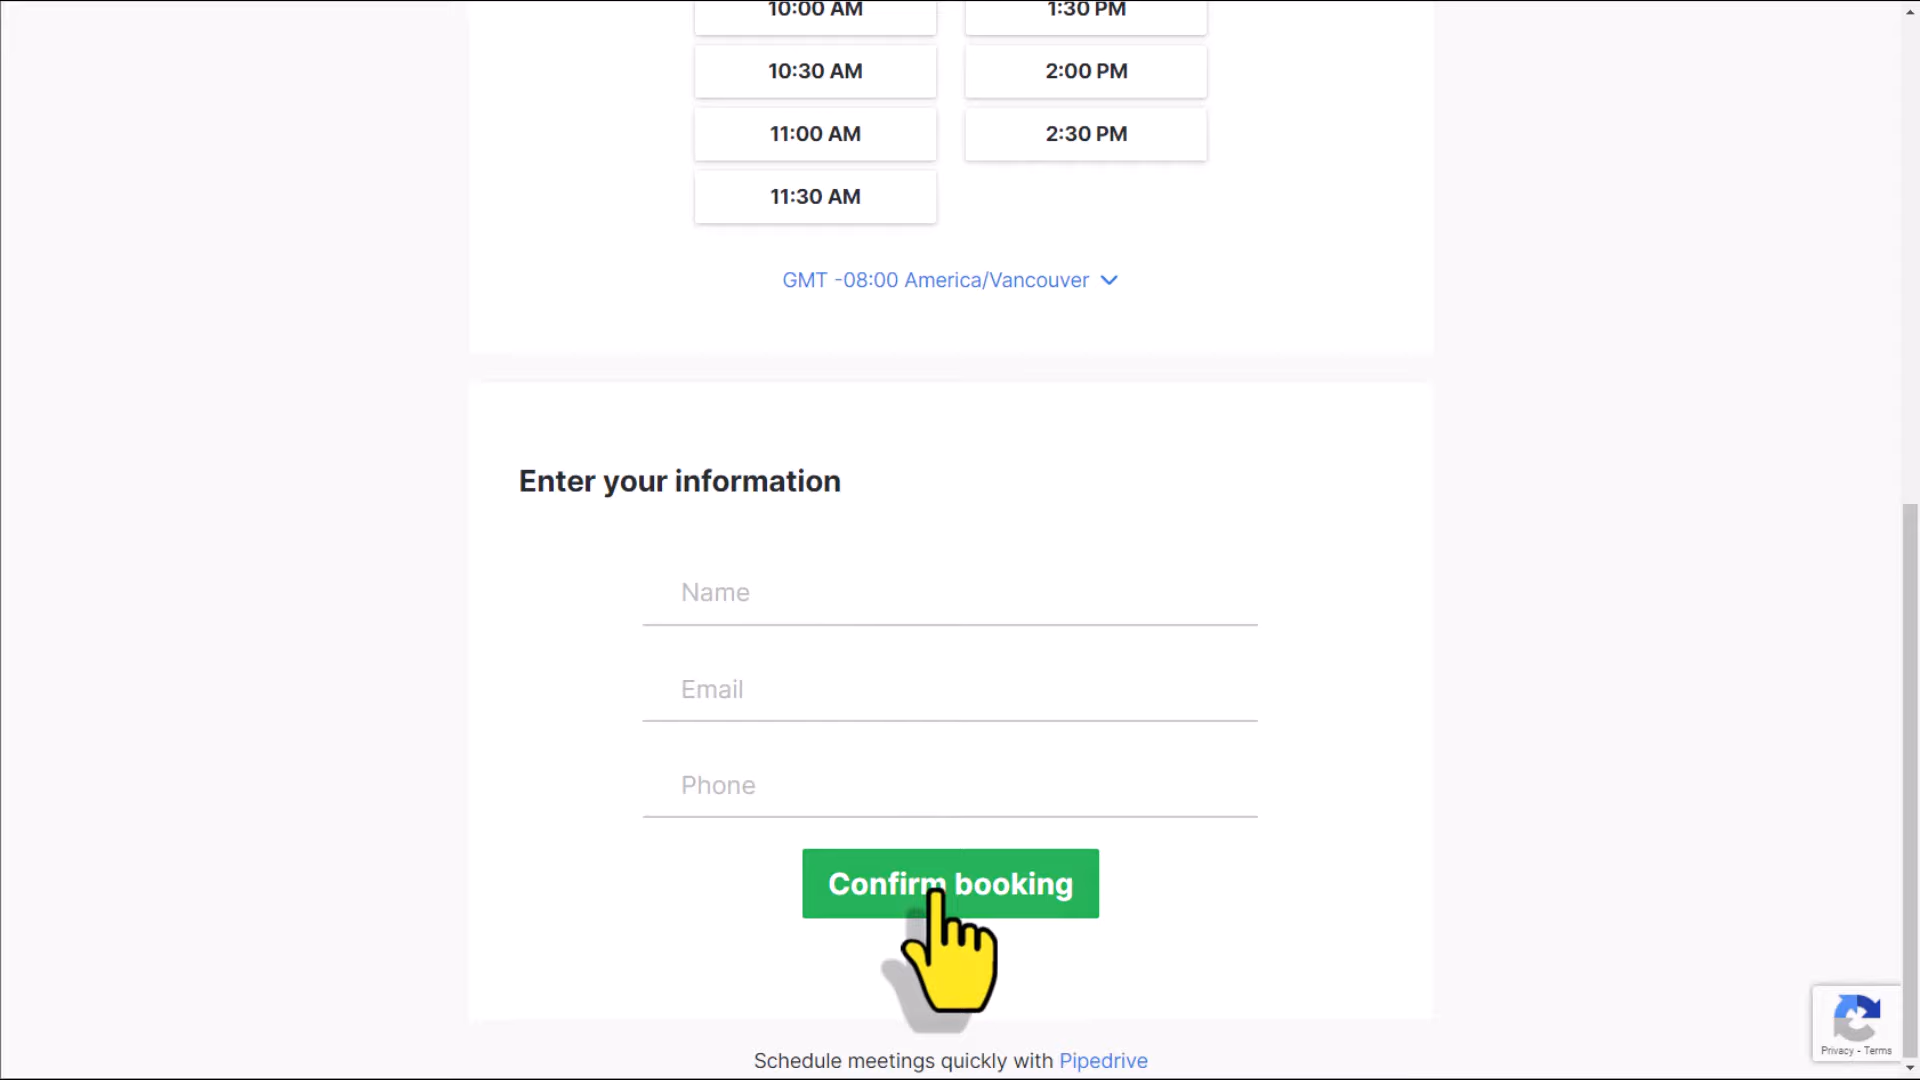 10:00 AM
1:30 PM
10:30 AM
2:00 PM
11:00 AM
2:30 PM
11:30 AM
GMT -08:00 America/Vancouver
Enter your information
Name
Email
Phone
Confirm booking
Privacy - Terms
Schedule meetings quickly with Pipedrive